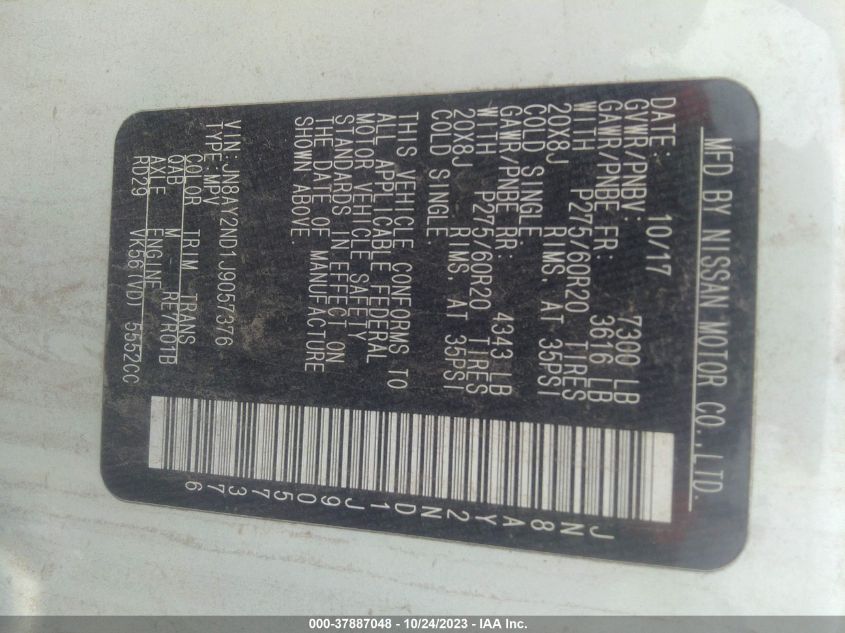 MFD BY NISSAN MOTOR CO.,LTD.
DATE: 10/17
GVWR/PNBV: 7300 LB
GAWR/PNBE FR: 3616 LB
WITH P275/60R20 TIRES
20X8J RIMS, AT 35PSI
COLD SINGLE.
GAWR/PNBE RR: 4343 LB
WITH P275/60R20 TIRES
20X8J RIMS, AT 35PSI
COLD SINGLE.
THIS VEHICLE CONFORMS TO
ALL APPLICABLE FEDERAL
MOTOR VEHICLE SAFETY
STANDARDS IN EFFECT ON
THE DATE OF MANUFACTURE
SHOWN ABOVE.
VIN:JN8AY2ND1J9057376
TYPE:MPV
COLOR TRIM TRANS
QAB M RE7R01B
AXLE ENGINE
RD29 VK56(VD) 5552CC
JN8AY2ND1J9057376
000-37887048 - 10/24/2023 - IAA Inc.